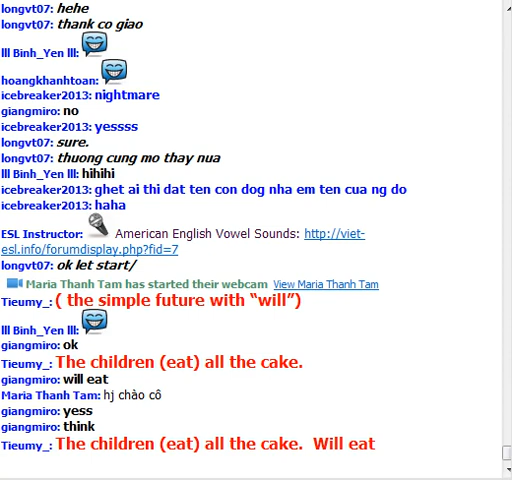 longvt07: hehe
longvt07: thank co giao
lll Binh_Yen lll:
hoangkhanhtoan:
icebreaker2013: nightmare
giangmiro: no
icebreaker2013: yessss
longvt07: sure.
longvt07: thuong cung mo thay nua
lll Binh_Yen lll: hihihi
icebreaker2013: ghet ai thi dat ten con dog nha em ten cua ng do
icebreaker2013: haha
ESL Instructor: American English Vowel Sounds: http://viet-
esl.info/forumdisplay.php?fid=7
longvt07: ok let start/
Maria Thanh Tam has started their webcam View Maria Thanh Tam
Tieumy_: ( the simple future with “will”)
lll Binh_Yen lll:
giangmiro: ok
Tieumy_: The children (eat) all the cake.
giangmiro: will eat
Maria Thanh Tam: hj chào cô
giangmiro: yess
giangmiro: think
Tieumy_: The children (eat) all the cake. Will eat